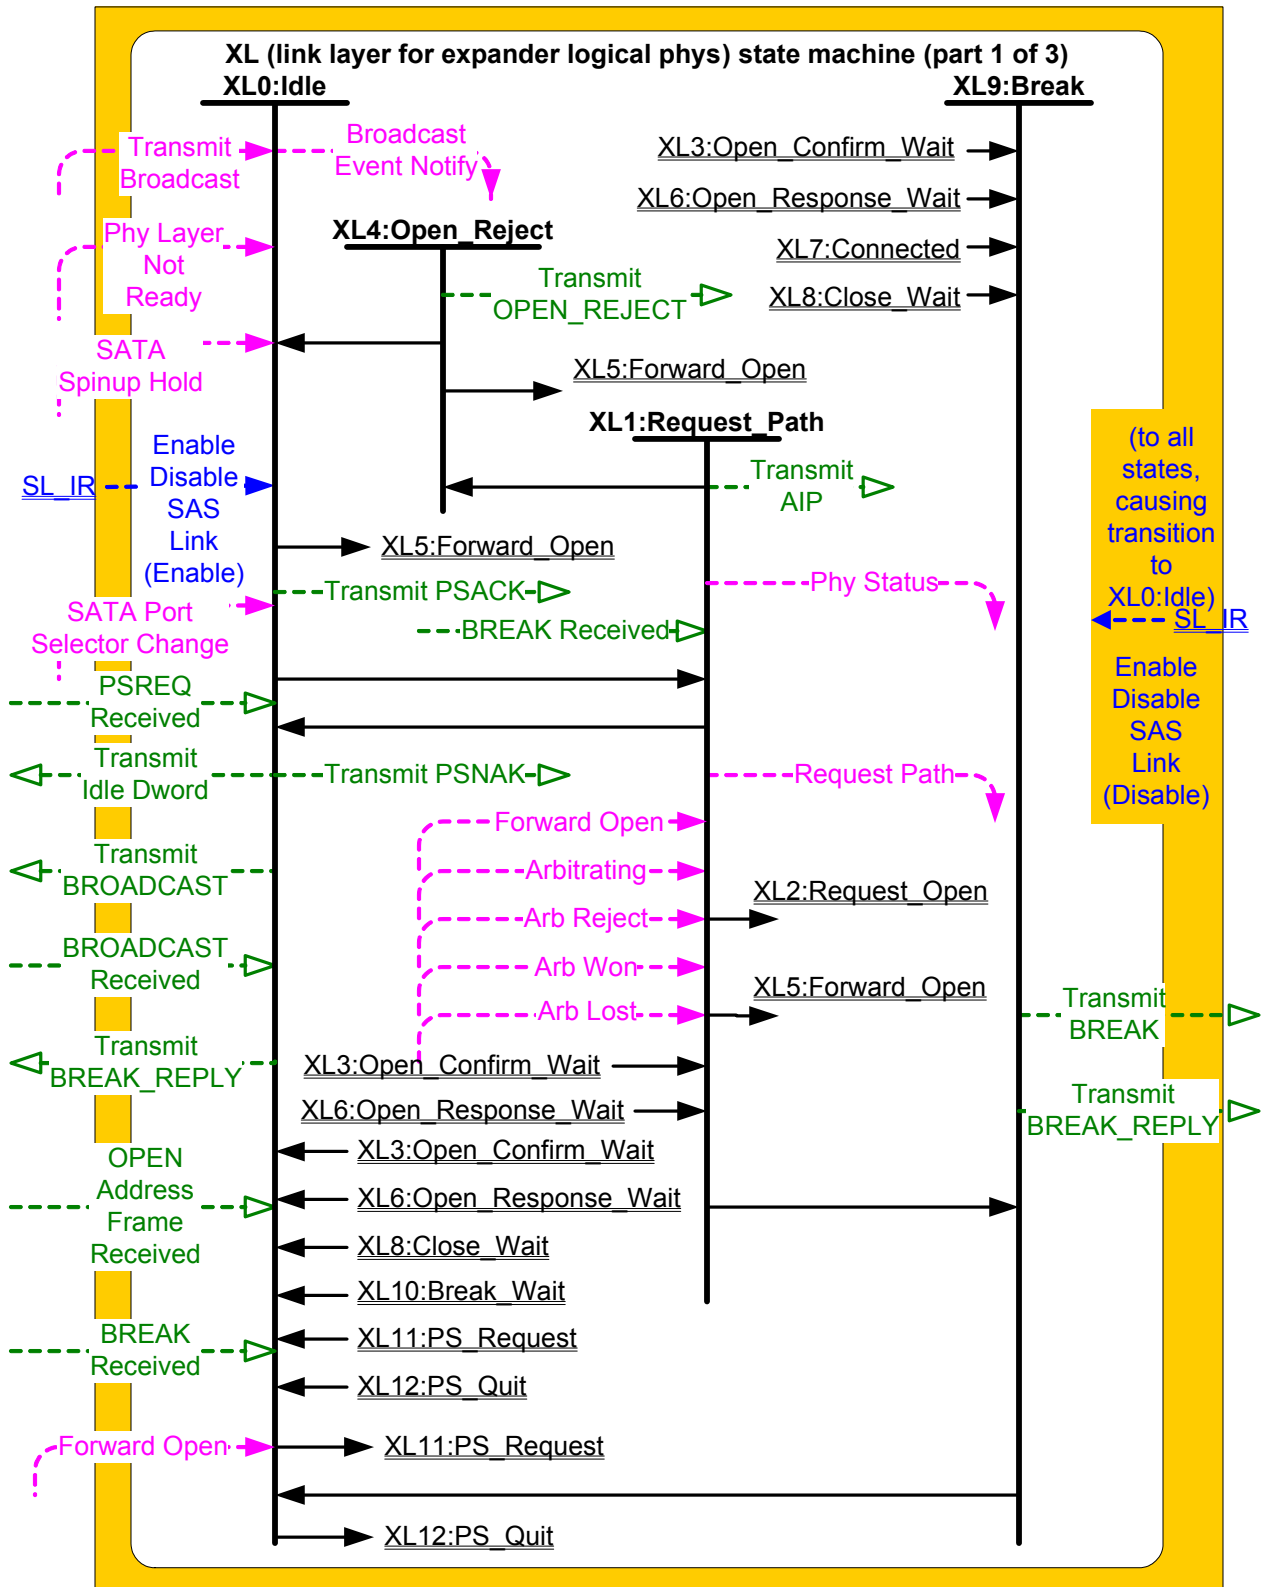 XL (link layer for expander logical phys) state machine (part 1 of 3)
XL0:Idle
XL9:Break
Transmit
Broadcast
Broadcast
Event Notify
XL3:Open_Confirm_Wait
XL6:Open_Response_Wait
XL7:Connected
XL8:Close_Wait
Phy Layer
Not
Ready
XL4:Open_Reject
Transmit
OPEN_REJECT
SATA
Spinup Hold
XL5:Forward_Open
XL1:Request_Path
Enable
Disable
SAS
Link
(Enable)
SL_IR
Transmit
AIP
(to all
states,
causing
transition
to
XL0:Idle)
SL_IR
Enable
Disable
SAS
Link
(Disable)
XL5:Forward_Open
Transmit PSACK
Phy Status
SATA Port
Selector Change
BREAK Received
PSREQ
Received
Transmit
Idle Dword
Transmit PSNAK
Request Path
Forward Open
Arbitrating
Arb Reject
Arb Won
Arb Lost
Transmit
BROADCAST
XL2:Request_Open
BROADCAST
Received
XL5:Forward_Open
Transmit
BREAK
Transmit
BREAK_REPLY
XL3:Open_Confirm_Wait
XL6:Open_Response_Wait
Transmit
BREAK_REPLY
OPEN
Address
Frame
Received
XL3:Open_Confirm_Wait
XL6:Open_Response_Wait
XL8:Close_Wait
XL10:Break_Wait
BREAK
Received
XL11:PS_Request
XL12:PS_Quit
Forward Open
XL11:PS_Request
XL12:PS_Quit